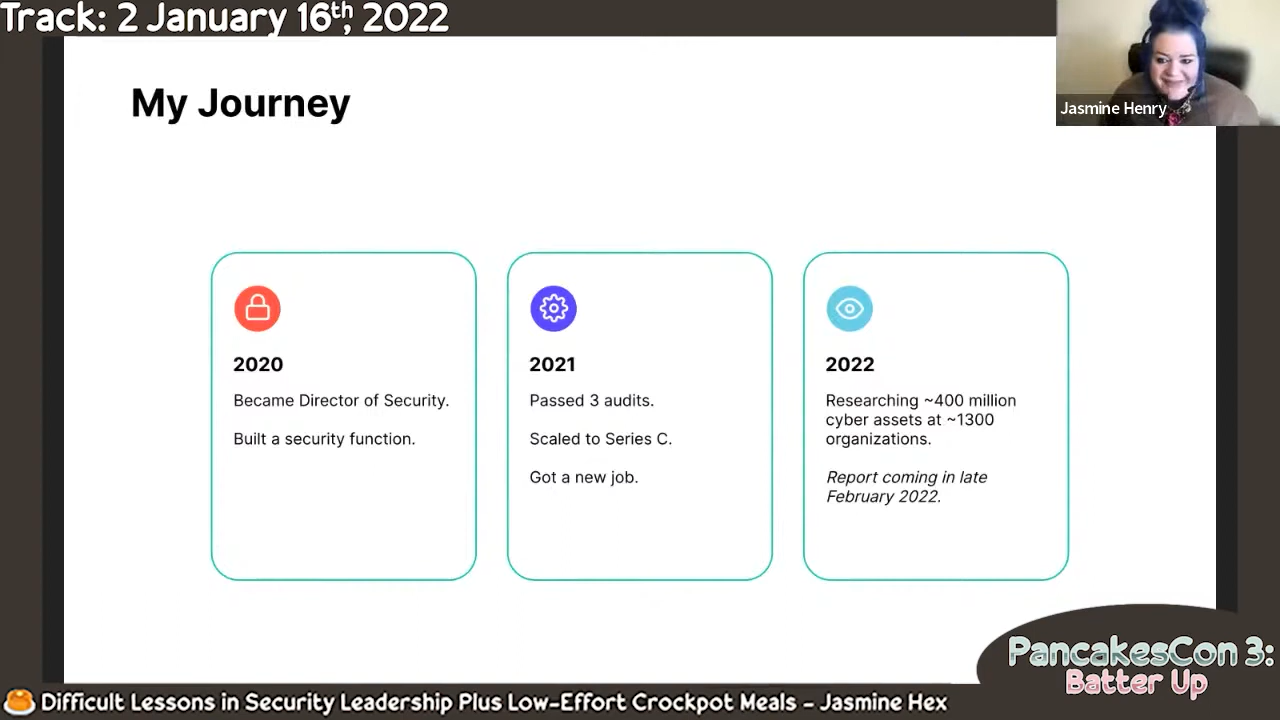 Track: 2 January 16th, 2022
Jasmine Henry
My Journey
2020
Became Director of Security.
Built a security function.
2021
Passed 3 audits.
Scaled to Series C.
Got a new job.
2022
Researching ~400 million
cyber assets at ~1300
organizations.
Report coming in late
February 2022.
PancakesCon 3:
Batter Up
Difficult Lessons in Security Leadership Plus Low-Effort Crockpot Meals - Jasmine Hex